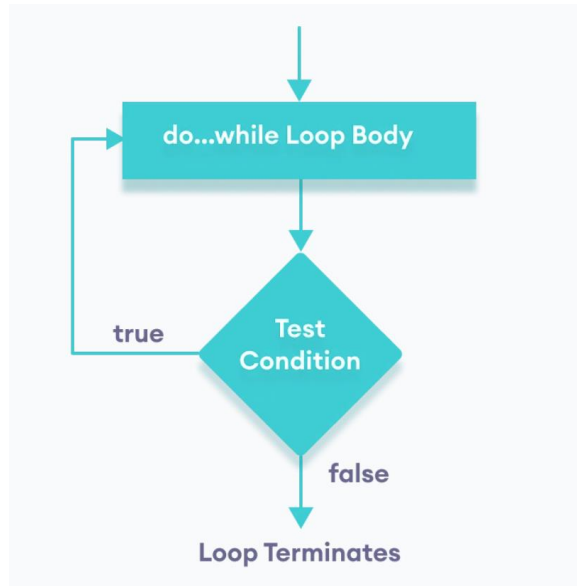 do...while Loop Body
true
Test
Condition
false
Loop Terminates